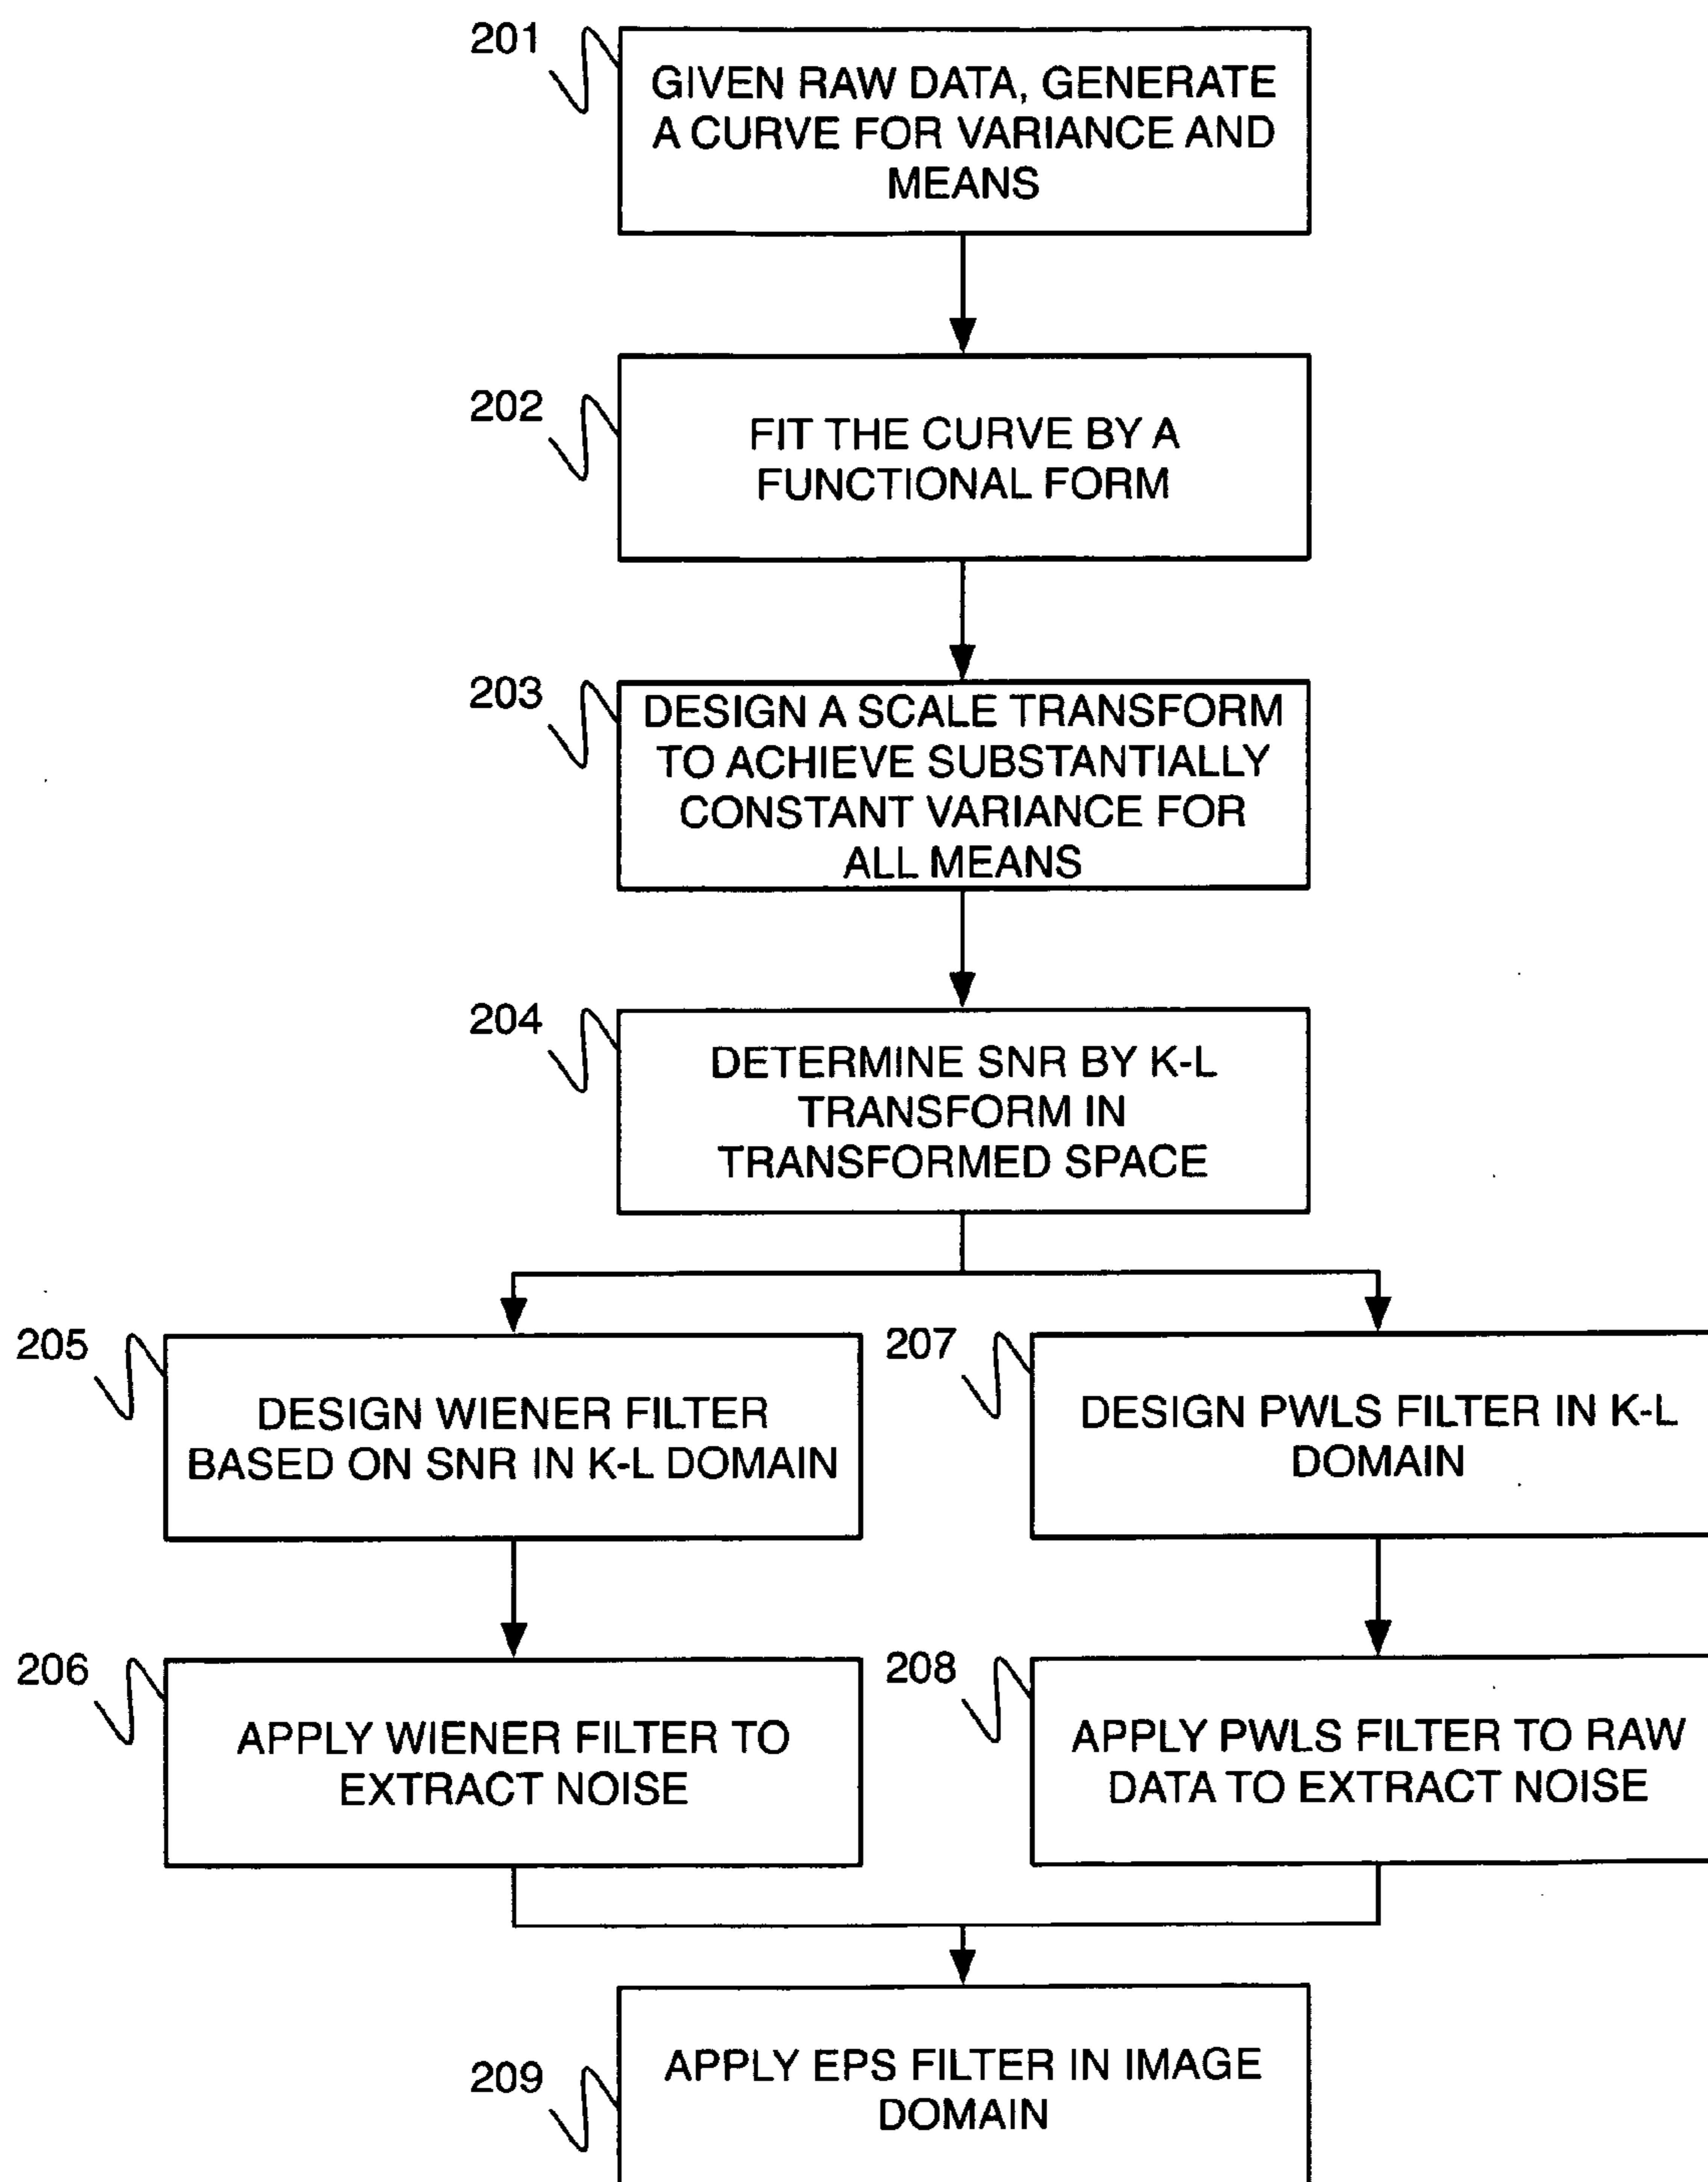 201
GIVEN RAW DATA, GENERATE
A CURVE FOR VARIANCE AND
MEANS
202
FIT THE CURVE BY A
FUNCTIONAL FORM
203
DESIGN A SCALE TRANSFORM
TO ACHIEVE SUBSTANTIALLY
CONSTANT VARIANCE FOR
ALL MEANS
204
DETERMINE SNR BY K-L
TRANSFORM IN
TRANSFORMED SPACE
205
DESIGN WIENER FILTER
BASED ON SNR IN K-L DOMAIN
207
DESIGN PWLS FILTER IN K-L
DOMAIN
206
APPLY WIENER FILTER TO
EXTRACT NOISE
208
APPLY PWLS FILTER TO RAW
DATA TO EXTRACT NOISE
209
APPLY EPS FILTER IN IMAGE
DOMAIN